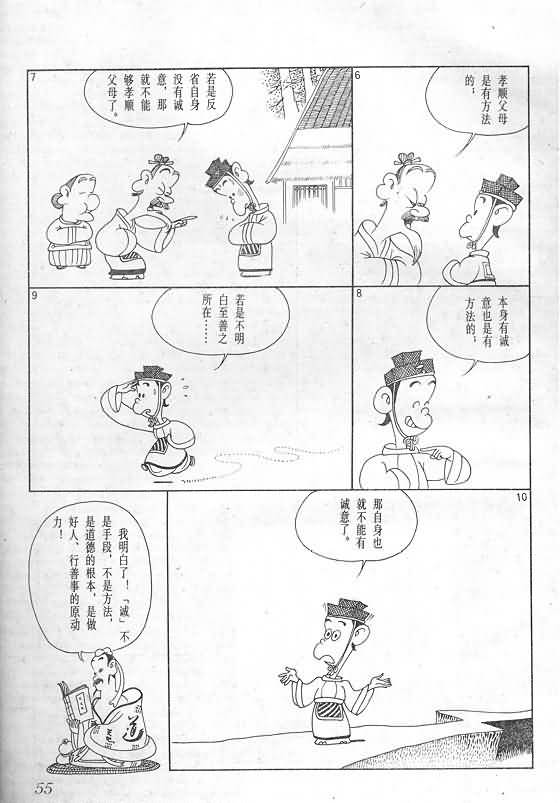 6
孝顺父母
是有方法
的；
7
若是反
省自身
没有诚
意，那
就不能
够孝顺
父母了。
8
本身有诚
意也是有
方法的；
9
若是不明
白至善之
所在……
10
那自身也
就不能有
诚意了。
我明白了！「诚」不
是手段，不是方法，
是道德的根本，是做
好人、行善事的原动
力！
道
55